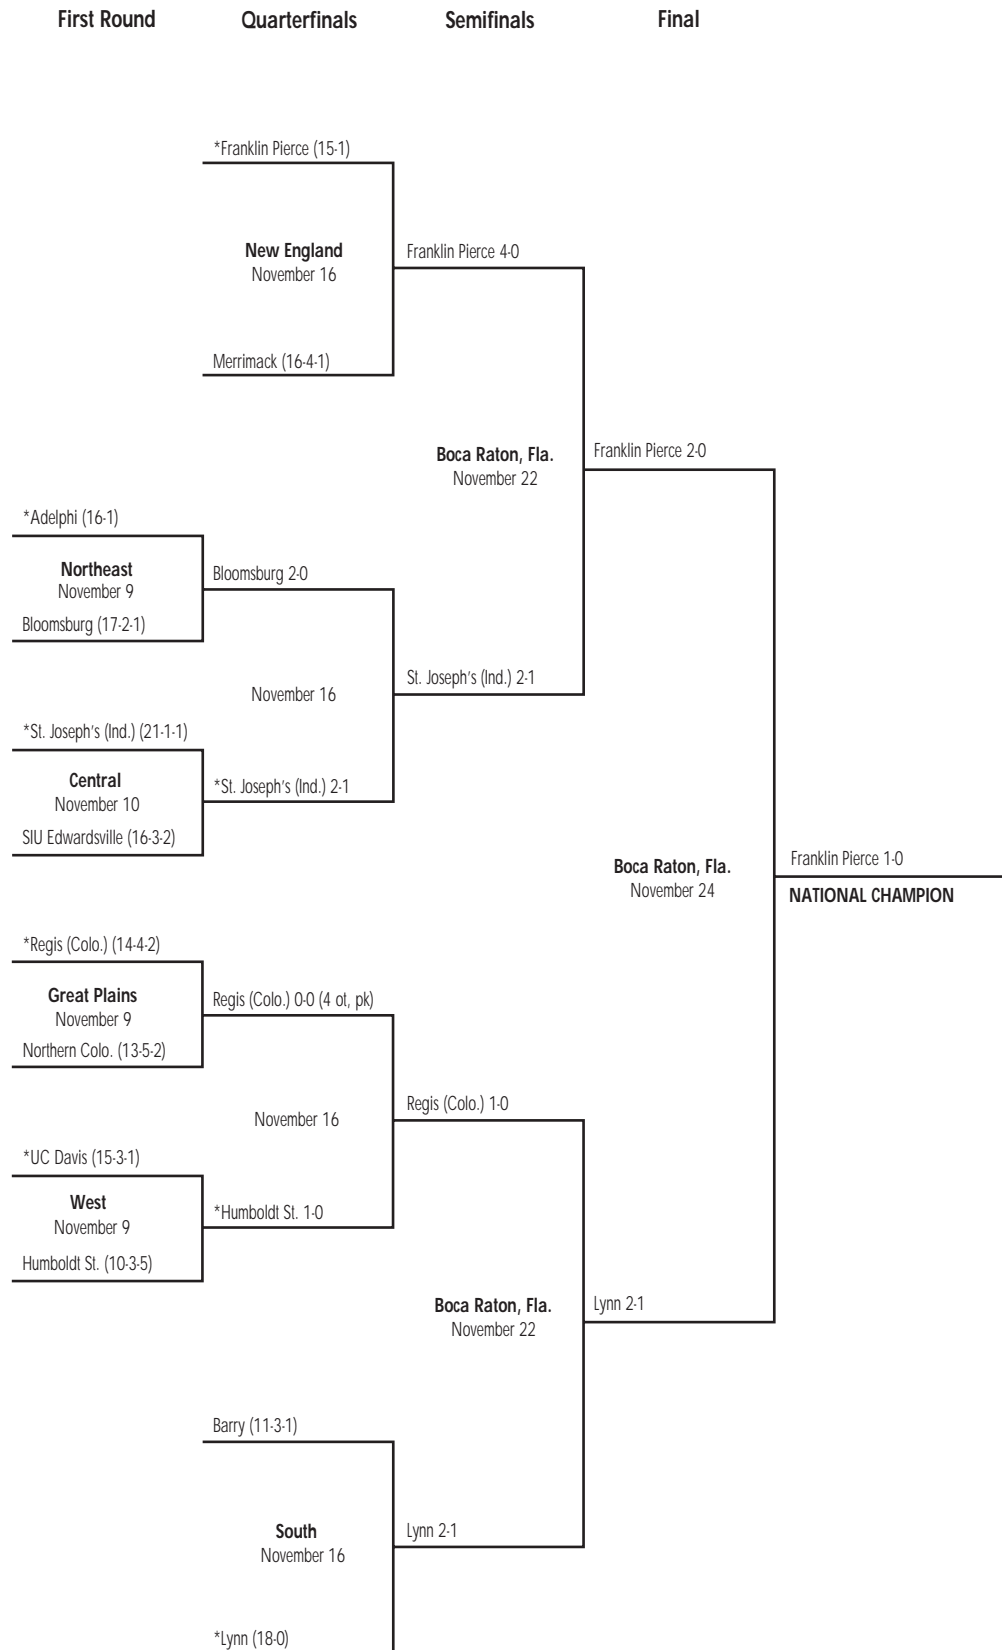 First Round Quarterfinals Semifinals Final
*Franklin Pierce (15-1)
New England
November 16
Franklin Pierce 4-0
Merrimack (16-4-1)
Boca Raton, Fla.
November 22
Franklin Pierce 2-0
*Adelphi (16-1)
Northeast
November 9
Bloomsburg 2-0
Bloomsburg (17-2-1)
November 16
St. Joseph's (Ind.) 2-1
*St. Joseph's (Ind.) (21-1-1)
Central
November 10
*St. Joseph's (Ind.) 2-1
SIU Edwardsville (16-3-2)
Boca Raton, Fla.
November 24
Franklin Pierce 1-0
NATIONAL CHAMPION
*Regis (Colo.) (14-4-2)
Great Plains
November 9
Regis (Colo.) 0-0 (4 ot, pk)
Northern Colo. (13-5-2)
November 16
Regis (Colo.) 1-0
*UC Davis (15-3-1)
West
November 9
*Humboldt St. 1-0
Humboldt St. (10-3-5)
Boca Raton, Fla.
November 22
Lynn 2-1
Barry (11-3-1)
South
November 16
Lynn 2-1
*Lynn (18-0)